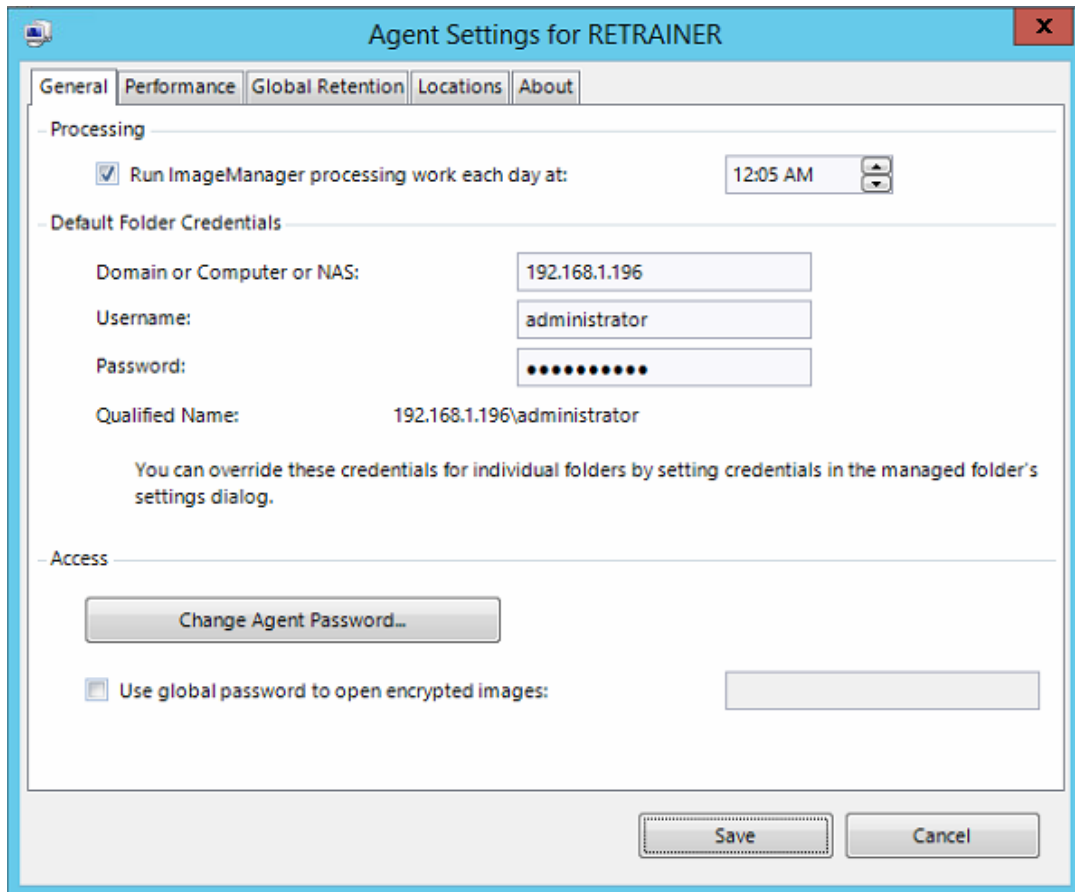 Agent Settings for RETRAINER
x
General Performance Global Retention Locations About
Processing
Run ImageManager processing work each day at: 12:05 AM
Default Folder Credentials
Domain or Computer or NAS: 192.168.1.196
Username: administrator
Password: ●●●●●●●●●●
Qualified Name: 192.168.1.196\administrator
You can override these credentials for individual folders by setting credentials in the managed folder's
settings dialog.
Access
Change Agent Password...
Use global password to open encrypted images:
Save Cancel